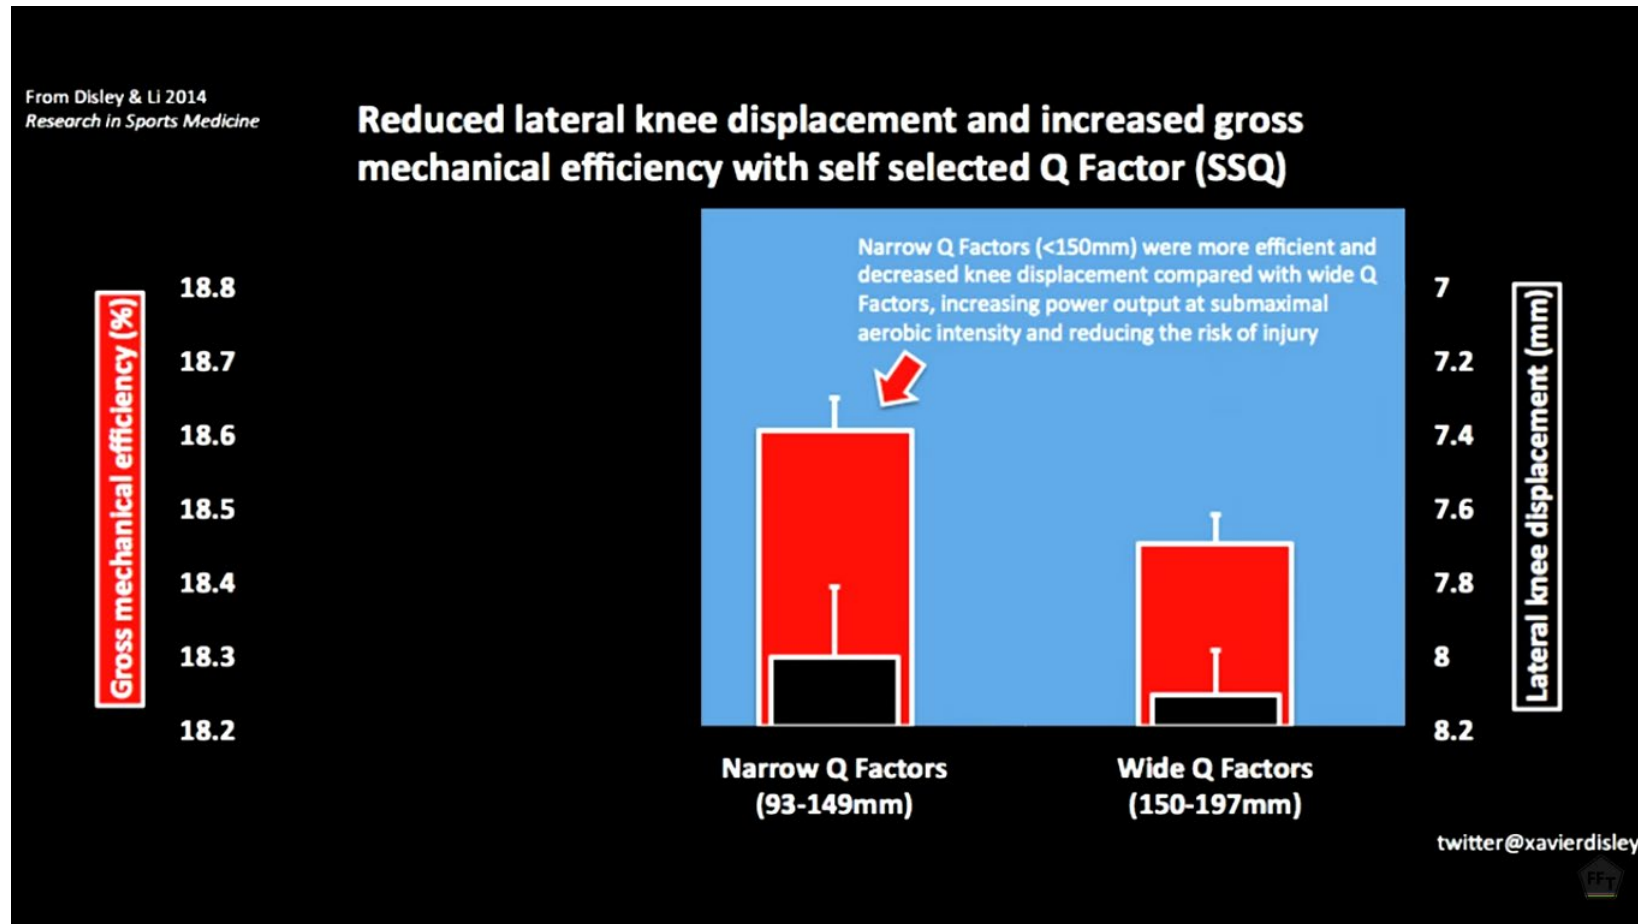 From Disley & Li 2014
Research in Sports Medicine
Reduced lateral knee displacement and increased gross
mechanical efficiency with self selected Q Factor (SSQ)
Narrow Q Factors (<150mm) were more efficient and
decreased knee displacement compared with wide Q
Factors, increasing power output at submaximal
aerobic intensity and reducing the risk of injury
Gross mechanical efficiency (%)
18.8
18.7
18.6
18.5
18.4
18.3
18.2
7
7.2
7.4
7.6
7.8
8
8.2
Lateral knee displacement (mm)
Narrow Q Factors
(93-149mm)
Wide Q Factors
(150-197mm)
twitter@xavierdisley
FFT